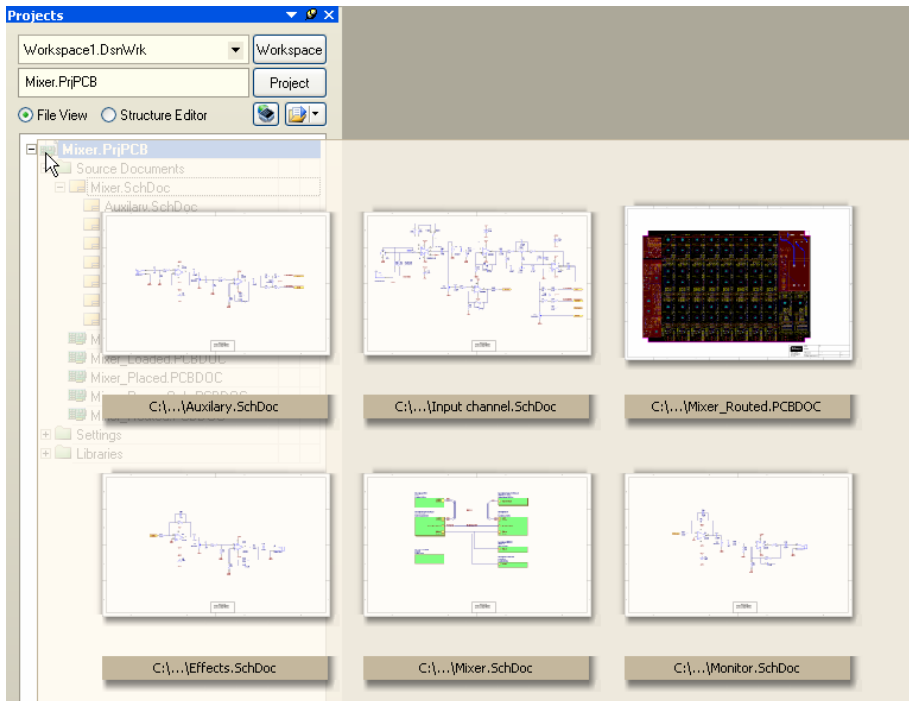 Projects
Workspace1.DsnWrk
Workspace
Mixer.PrjPCB
Project
File View
Structure Editor
Mixer.PrjPCB
Source Documents
Mixer.SchDoc
Auxilary.SchDoc
Mixer_Loaded.PCBDOC
Mixer_Placed.PCBDOC
Settings
Libraries
C:\...\Auxilary.SchDoc
C:\...\Input channel.SchDoc
C:\...\Mixer_Routed.PCBDOC
C:\...\Effects.SchDoc
C:\...\Mixer.SchDoc
C:\...\Monitor.SchDoc